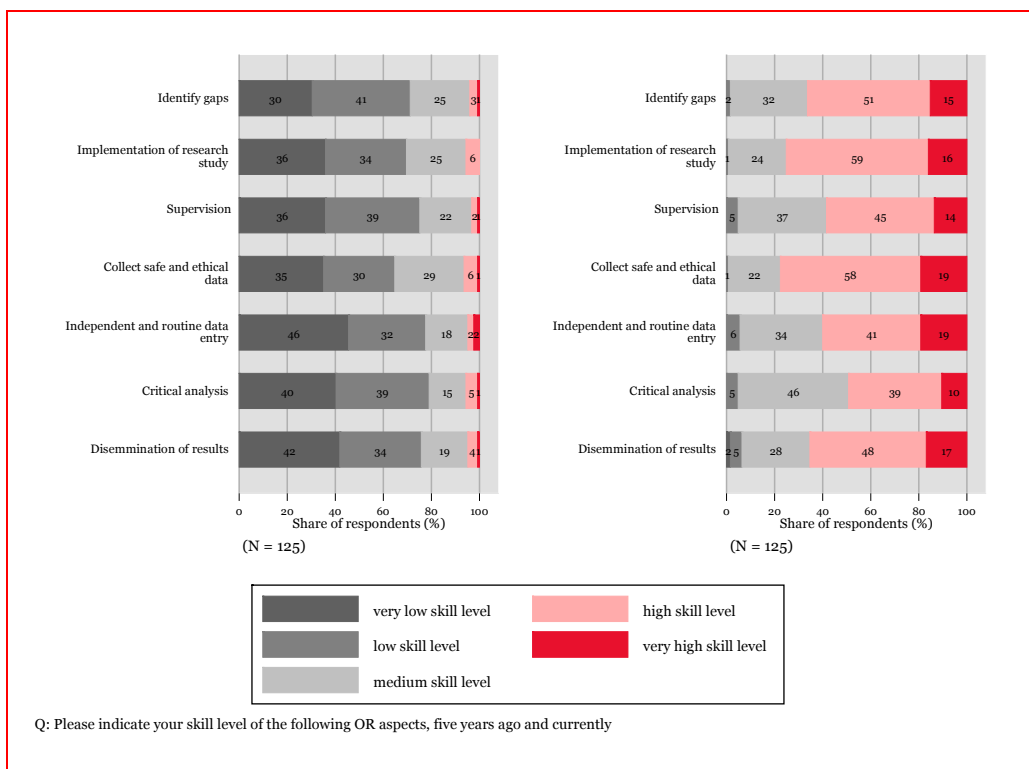 Identify gaps
30 41 25 3 1
Implementation of research
study
36 34 25 6
Supervision
36 39 22 2 1
Collect safe and ethical
data
35 30 29 6 1
Independent and routine data
entry
46 32 18 2 2
Critical analysis
40 39 15 5 1
Disemmination of results
42 34 19 4 1
0 20 40 60 80 100
Share of respondents (%)
(N = 125)
Identify gaps
2 32 51 15
Implementation of research
study
1 24 59 16
Supervision
5 37 45 14
Collect safe and ethical
data
1 22 58 19
Independent and routine data
entry
6 34 41 19
Critical analysis
5 46 39 10
Disemmination of results
2 5 28 48 17
0 20 40 60 80 100
Share of respondents (%)
(N = 125)
very low skill level
low skill level
medium skill level
high skill level
very high skill level
Q: Please indicate your skill level of the following OR aspects, five years ago and currently